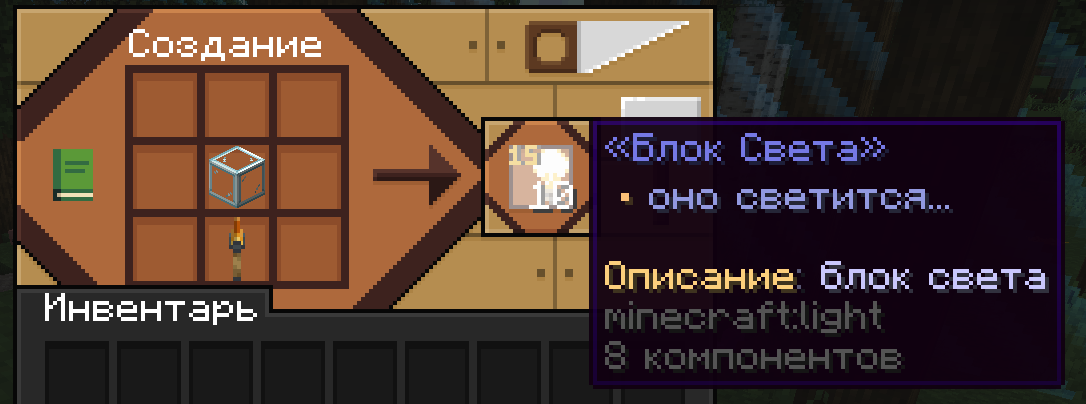 Создание
15
10
«Блок Света»
• оно светится...
Описание: блок света
minecraft:light
8 компонентов
Инвентарь